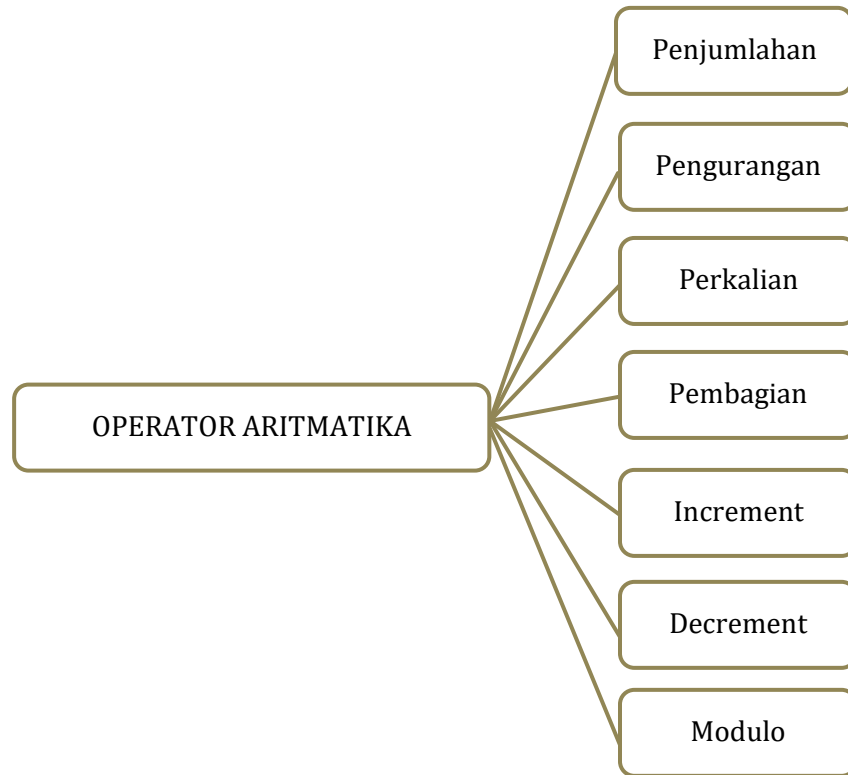 Penjumlahan
Pengurangan
Perkalian
Pembagian
OPERATOR ARITMATIKA
Increment
Decrement
Modulo